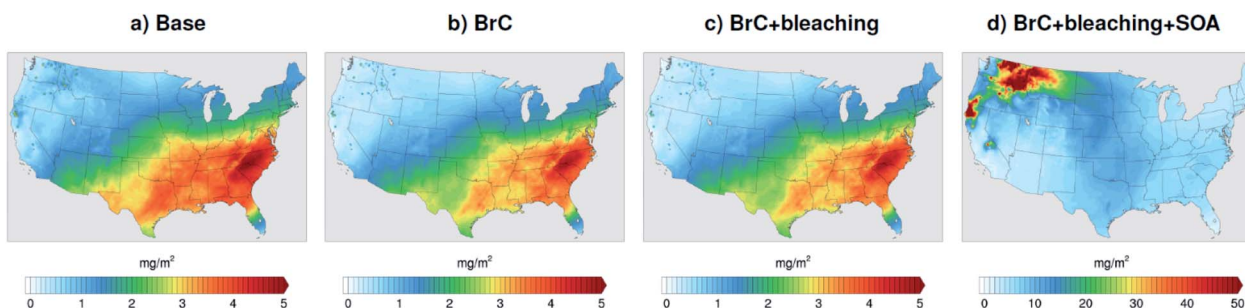 a) Base
b) BrC
c) BrC+bleaching
d) BrC+bleaching+SOA
mg/m²
mg/m²
mg/m²
mg/m²
0 1 2 3 4 5
0 1 2 3 4 5
0 1 2 3 4 5
0 10 20 30 40 50